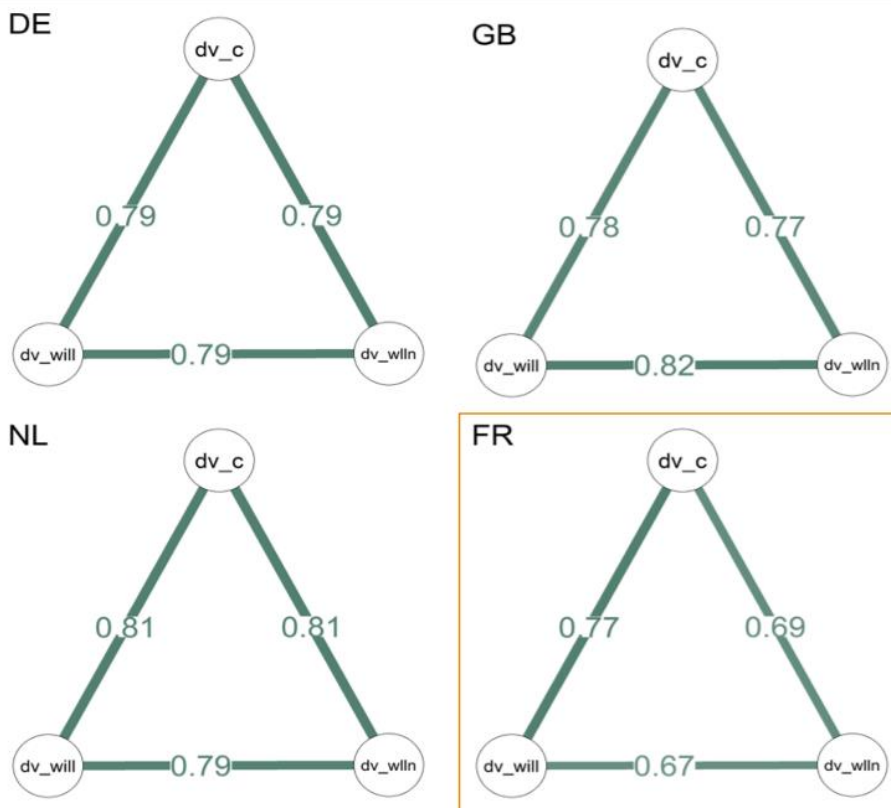 DE
dv_c
0.79
0.79
dv_will
0.79
dv_wlln
GB
dv_c
0.78
0.77
dv_will
0.82
dv_wlln
NL
dv_c
0.81
0.81
dv_will
0.79
dv_wlln
FR
dv_c
0.77
0.69
dv_will
0.67
dv_wlln